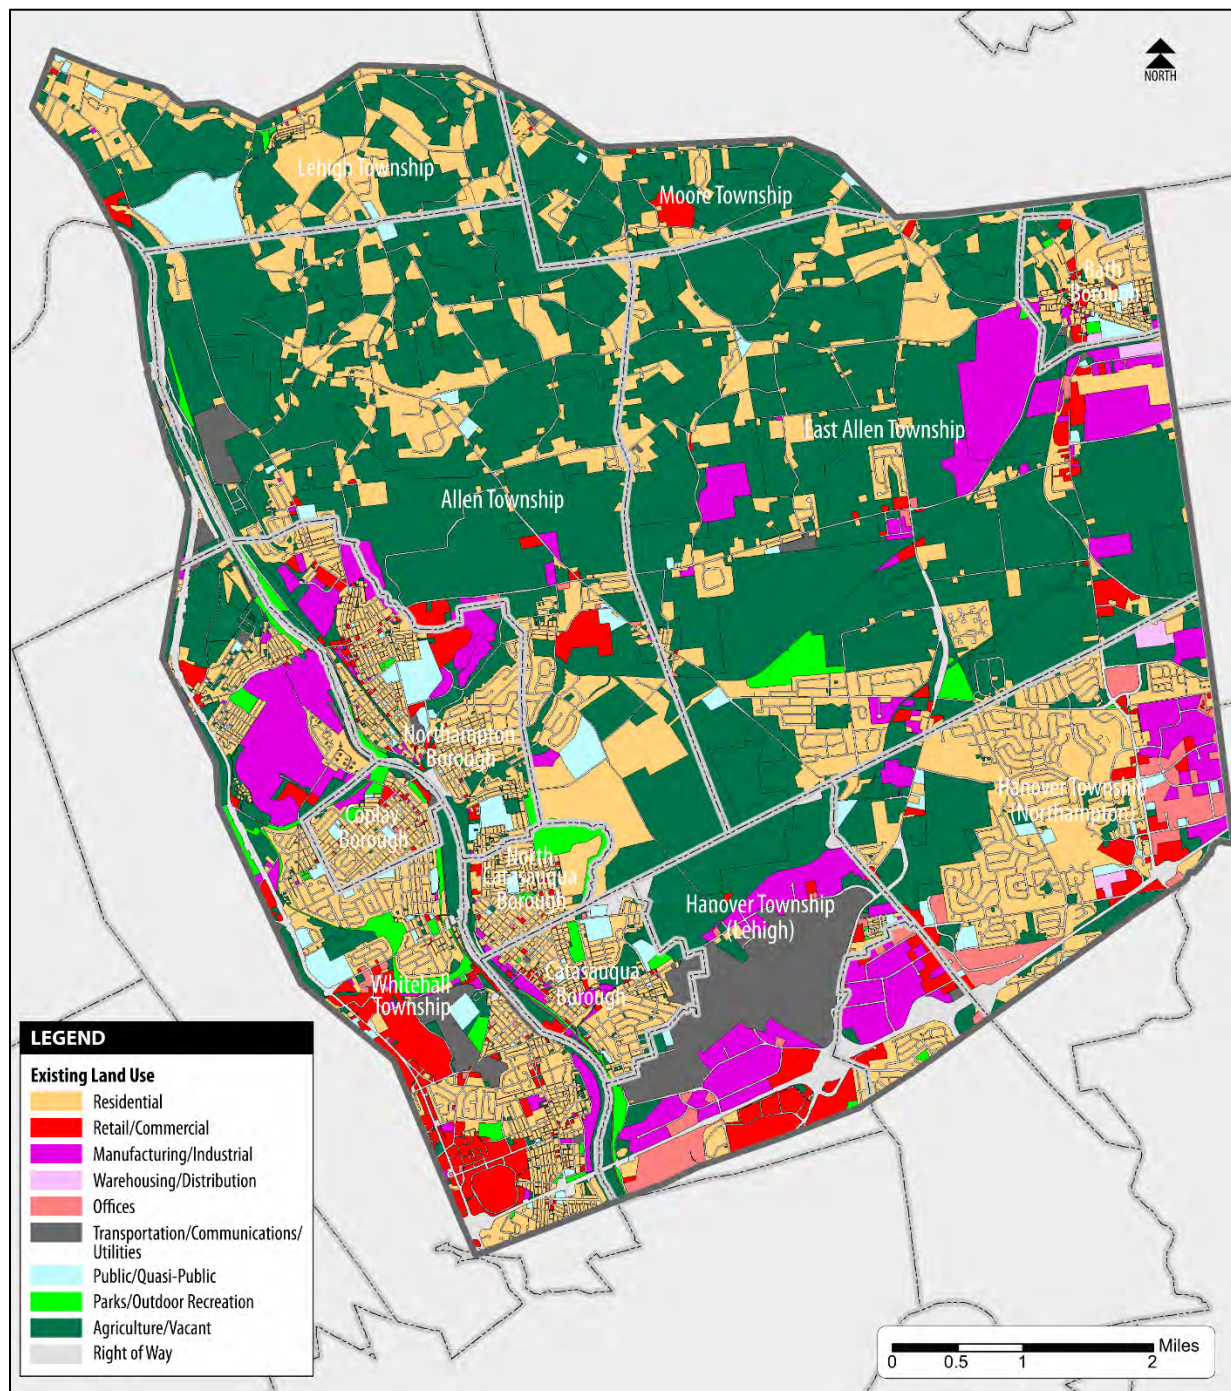 NORTH
Lehigh Township
Moore Township
Bath
Borough
East Allen Township
Allen Township
Northampton
Borough
Hanover Township
(Northampton)
Coplay
Borough
North
Catasauqua
Borough
Hanover Township
(Lehigh)
Catasauqua
Borough
Whitehall
Township
LEGEND
Existing Land Use
Residential
Retail/Commercial
Manufacturing/Industrial
Warehousing/Distribution
Offices
Transportation/Communications/
Utilities
Public/Quasi-Public
Parks/Outdoor Recreation
Agriculture/Vacant
Right of Way
Miles
0 0.5 1 2